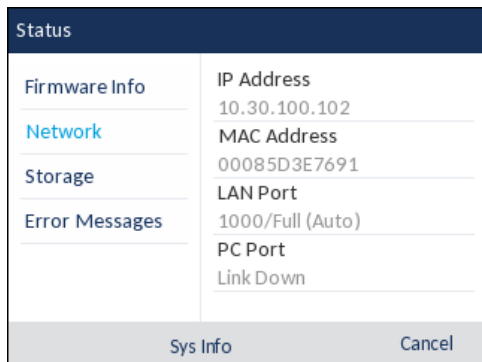 Status
Firmware Info
Network
Storage
Error Messages
IP Address
10.30.100.102
MAC Address
00085D3E7691
LAN Port
1000/Full (Auto)
PC Port
Link Down
Sys Info
Cancel